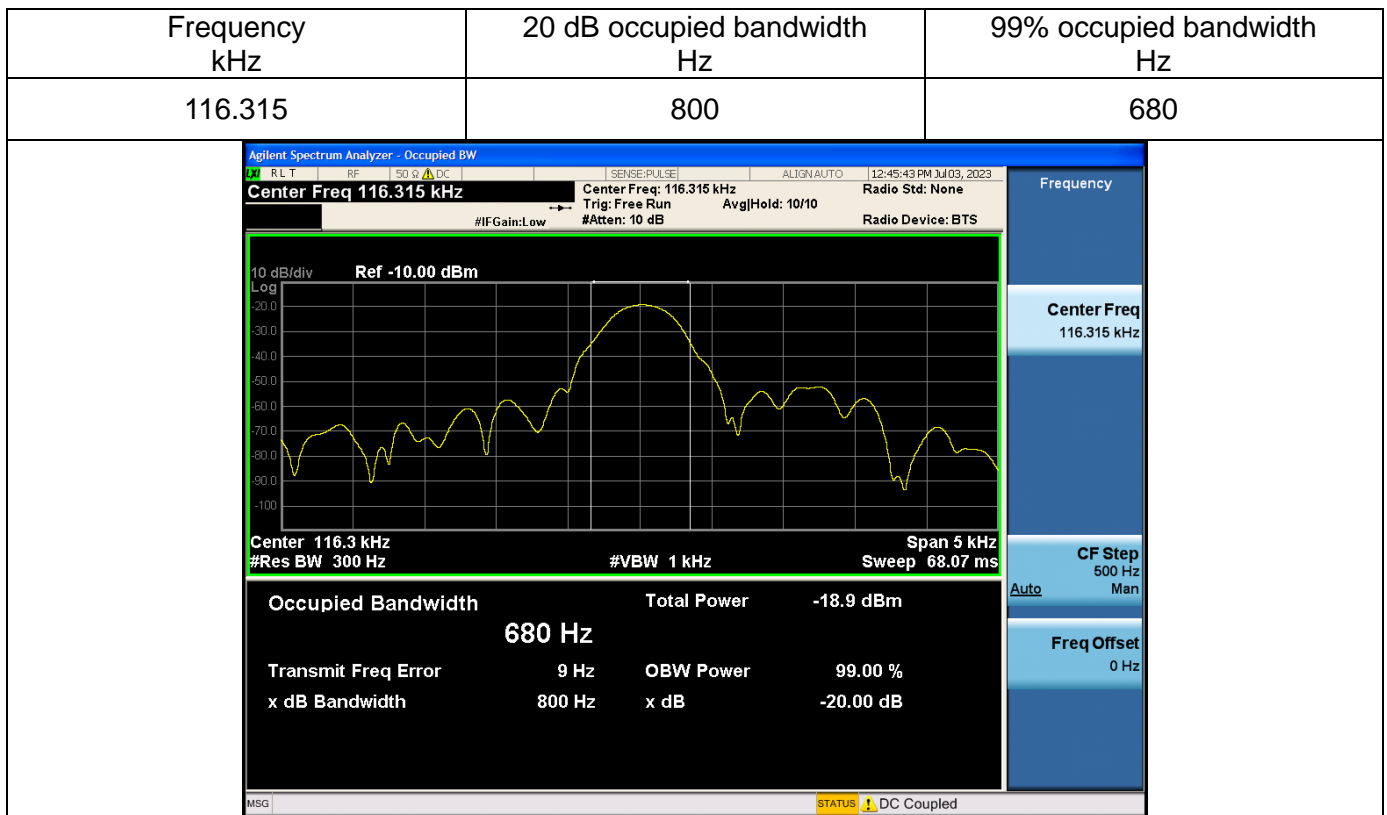 Frequency
kHz
20 dB occupied bandwidth
Hz
99% occupied bandwidth
Hz
116.315
800
680
Agilent Spectrum Analyzer - Occupied BW
LXI R L T RF 50 Ω DC SENSE:PULSE ALIGN AUTO 12:45:43 PM Jul 03, 2023
Center Freq 116.315 kHz
Center Freq: 116.315 kHz
Radio Std: None
Trig: Free Run Avg|Hold: 10/10
#IFGain:Low
#Atten: 10 dB
Radio Device: BTS
10 dB/div Ref -10.00 dBm
Log
-20.0
-30.0
-40.0
-50.0
-60.0
-70.0
-80.0
-90.0
-100
Center 116.3 kHz Span 5 kHz
#Res BW 300 Hz #VBW 1 kHz Sweep 68.07 ms
Occupied Bandwidth Total Power -18.9 dBm
680 Hz
Transmit Freq Error 9 Hz OBW Power 99.00 %
x dB Bandwidth 800 Hz x dB -20.00 dB
Frequency
Center Freq
116.315 kHz
CF Step
500 Hz
Auto Man
Freq Offset
0 Hz
MSG STATUS DC Coupled